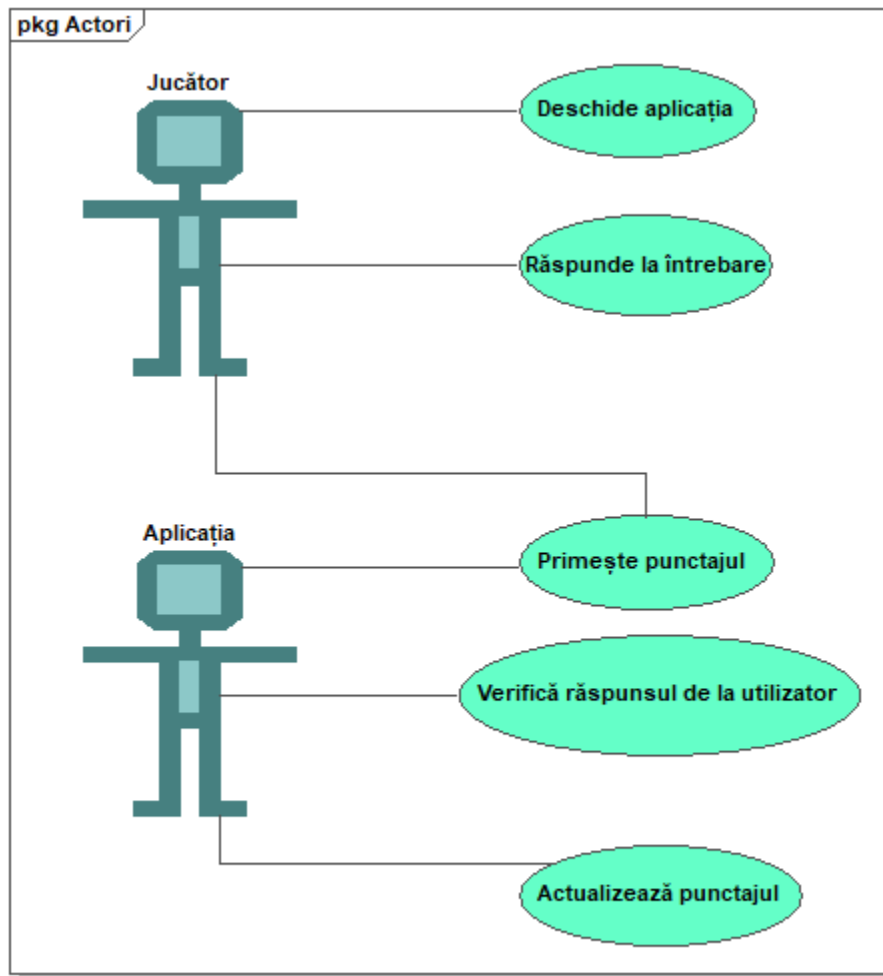 pkg Actori
Jucător
Deschide aplicația
Răspunde la întrebare
Aplicația
Primește punctajul
Verifică răspunsul de la utilizator
Actualizează punctajul